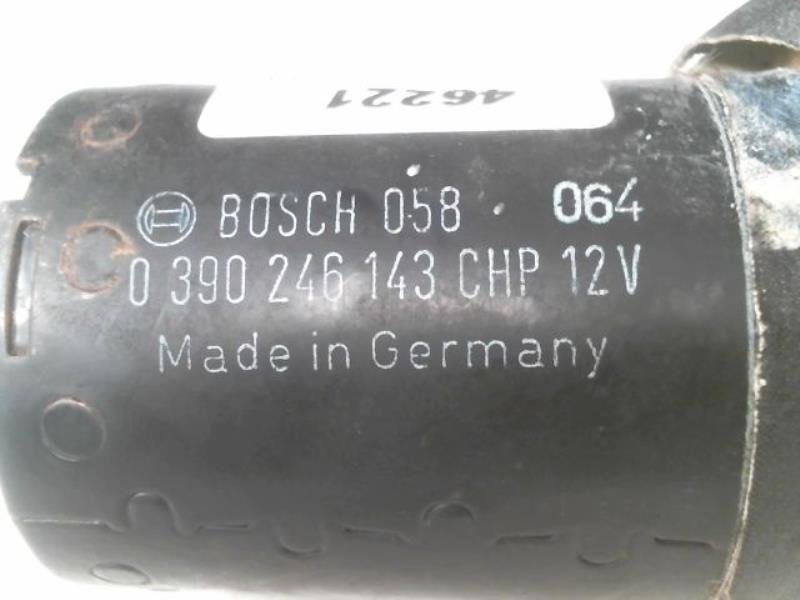 46221
BOSCH 058 064
0 390 246 143 CHP 12V
Made in Germany